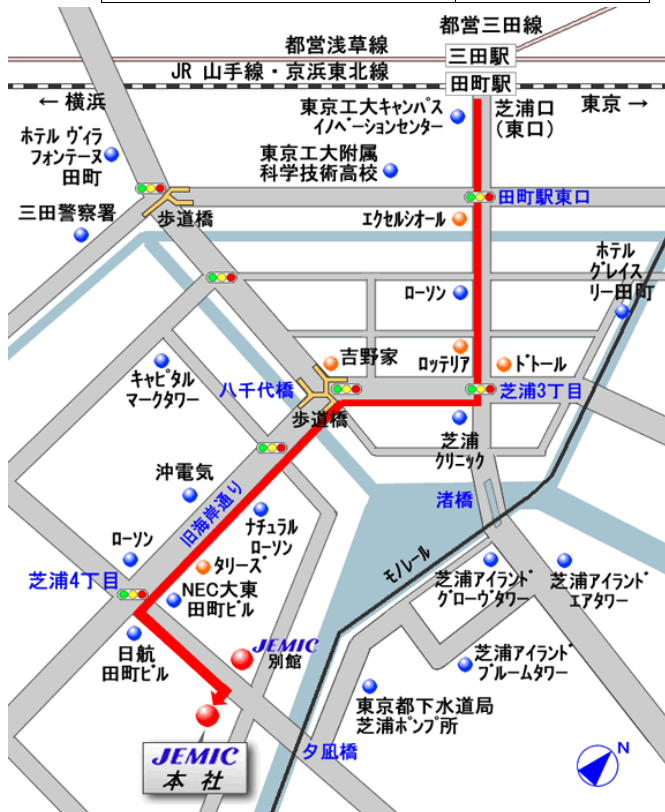 都営三田線
都営浅草線
三田駅
JR 山手線・京浜東北線
田町駅
← 横浜
東京工大キャンパス
イノベーションセンター
芝浦口
(東口)
東京 →
ホテル ヴィラ
フォンテーヌ
田町
東京工大附属
科学技術高校
田町駅東口
三田警察署
歩道橋
エクセルシオール
ホテル
グレイス
リー田町
ローソン
吉野家
ロッテリア
ドトール
キャピタル
マークタワー
八千代橋
芝浦3丁目
歩道橋
芝浦
クリニック
沖電気
渚橋
旧海岸通り
ナチュラル
ローソン
ローソン
タリーズ
モノレール
芝浦4丁目
NEC大東
田町ビル
芝浦アイランド
グローヴタワー
芝浦アイランド
エアタワー
日航
田町ビル
JEMIC
別館
芝浦アイランド
ブルームタワー
東京都下水道局
芝浦ポンプ所
夕凪橋
JEMIC
本 社
N